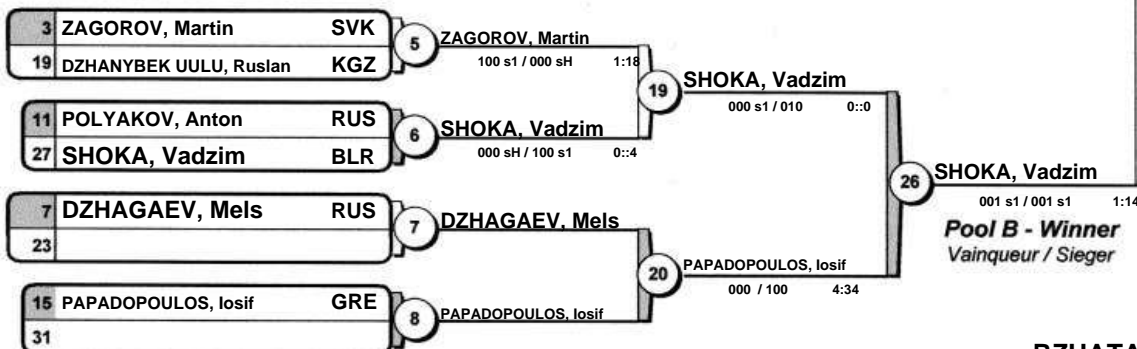 3 ZAGOROV, Martin SVK
19 DZHANYBEK UULU, Ruslan KGZ
5
ZAGOROV, Martin
100 s1 / 000 sH 1:18
11 POLYAKOV, Anton RUS
27 SHOKA, Vadzim BLR
6
SHOKA, Vadzim
000 sH / 100 s1 0::4
19
SHOKA, Vadzim
000 s1 / 010 0::0
7 DZHAGAEV, Mels RUS
23
7
DZHAGAEV, Mels
15 PAPADOPOULOS, Iosif GRE
31
8
PAPADOPOULOS, Iosif
20
PAPADOPOULOS, Iosif
000 / 100 4:34
26
SHOKA, Vadzim
001 s1 / 001 s1 1:14
Pool B - Winner
Vainqueur / Sieger